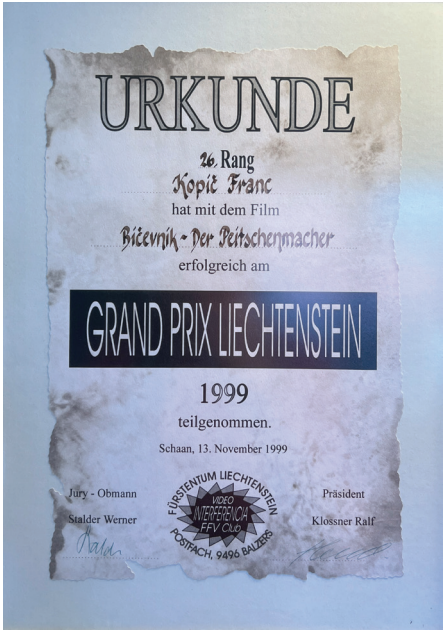 URKUNDE
26. Rang
Kopič Franc
hat mit dem Film
Bičevnik - Der Peitschenmacher
erfolgreich am
GRAND PRIX LIECHTENSTEIN
1999
teilgenommen.
Schaan, 13. November 1999
Jury - Obmann
Stalder Werner
FÜRSTENTUM LIECHTENSTEIN
VIDEO
INTERFERENCIA
FFV Club
POSTFACH, 9496 BALZERS
Präsident
Klossner Ralf